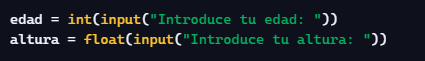 edad = int(input("Introduce tu edad: "))
altura = float(input("Introduce tu altura: "))